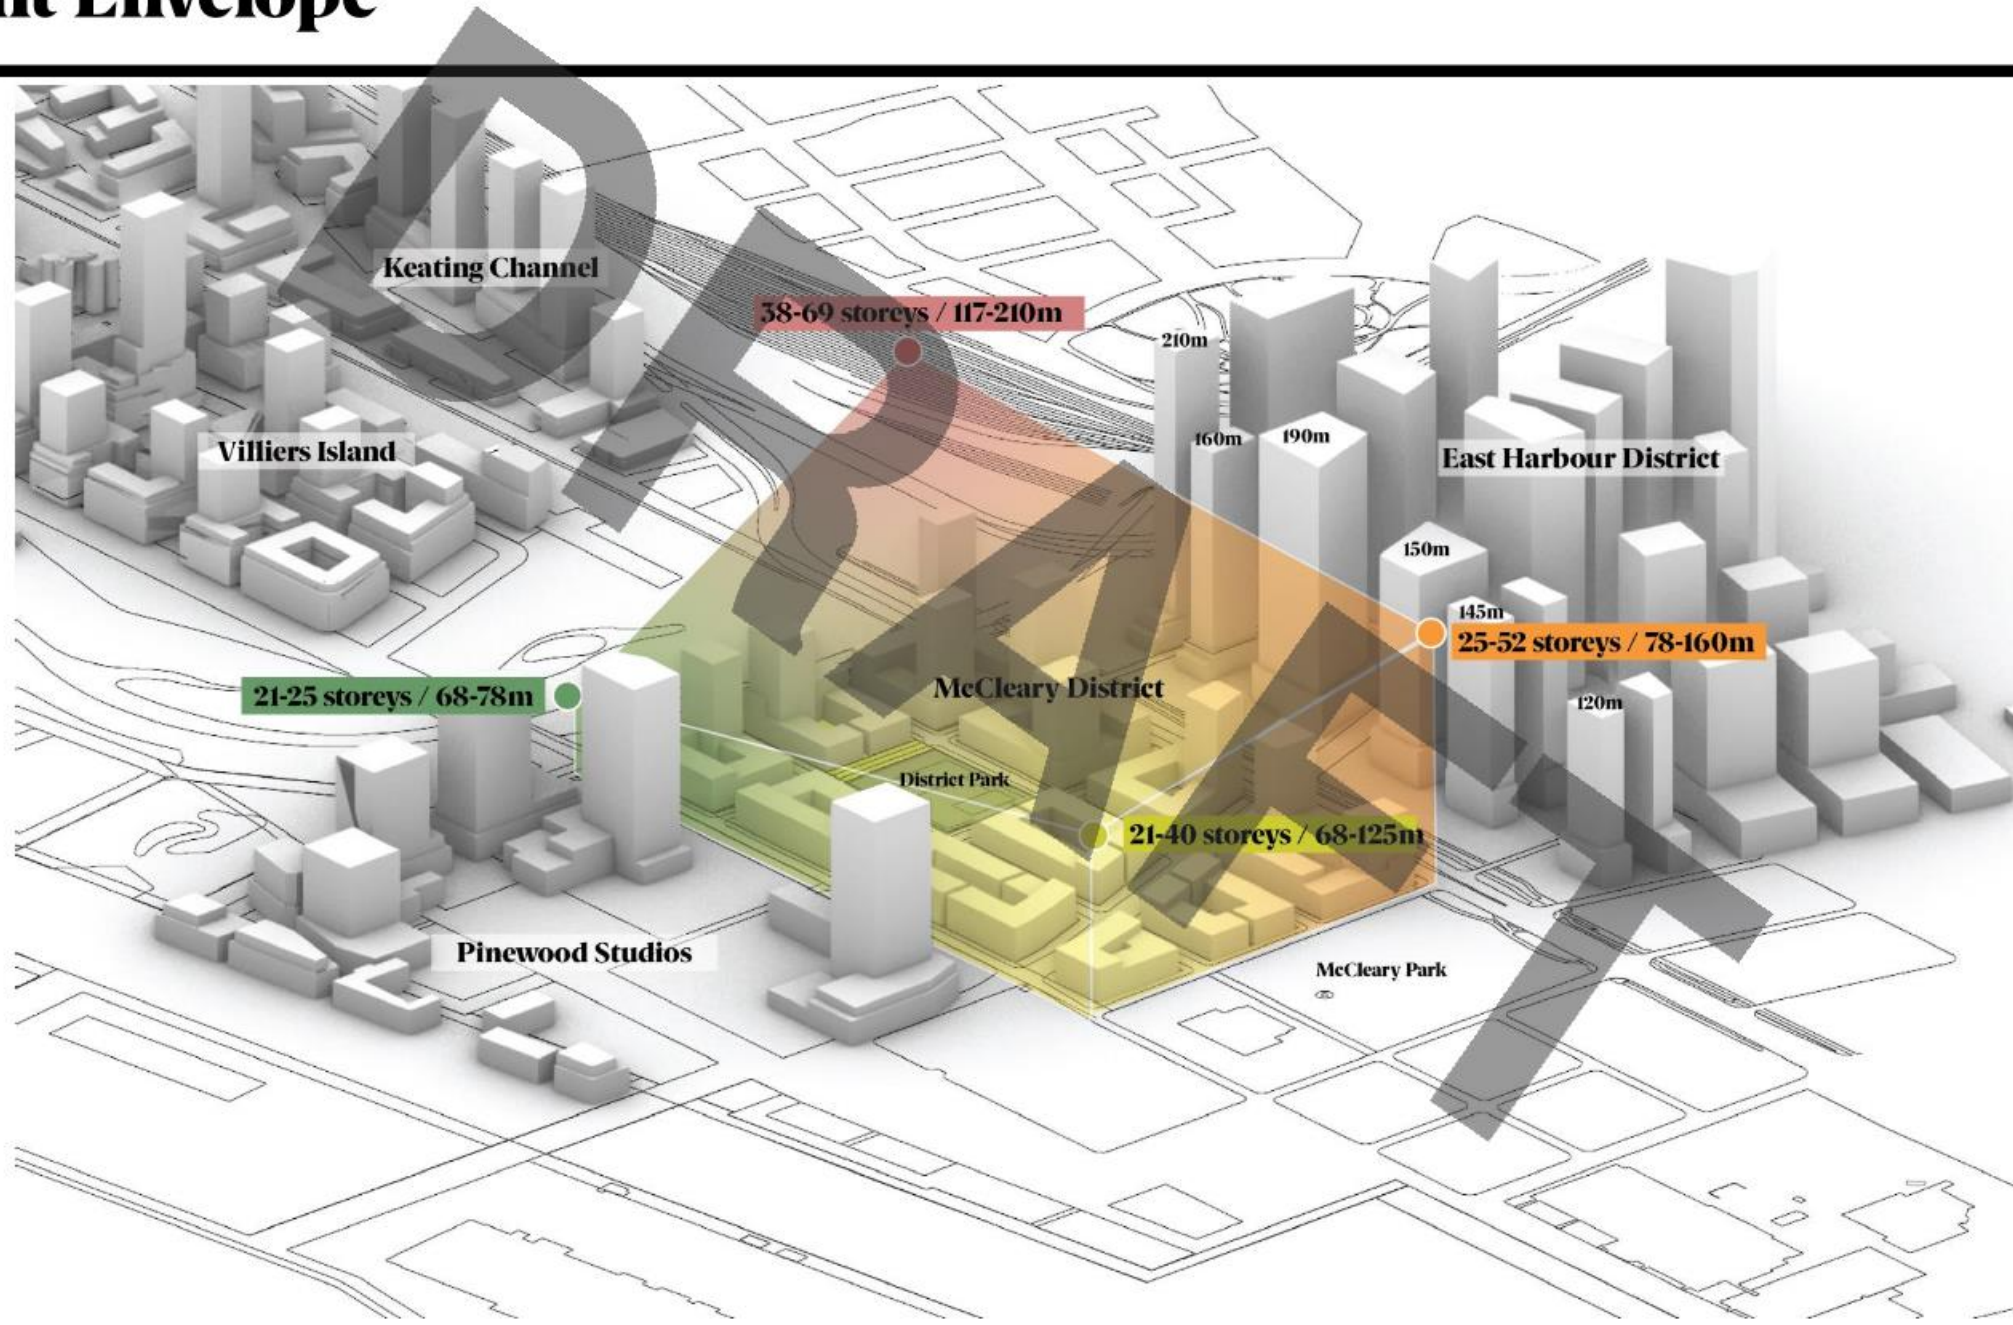 nt Envelope
Keating Channel
38-69 storeys / 117-210m
210m
160m
190m
Villiers Island
East Harbour District
150m
145m
25-52 storeys / 78-160m
21-25 storeys / 68-78m
McCleary District
120m
District Park
21-40 storeys / 68-125m
Pinewood Studios
McCleary Park
DRAFT